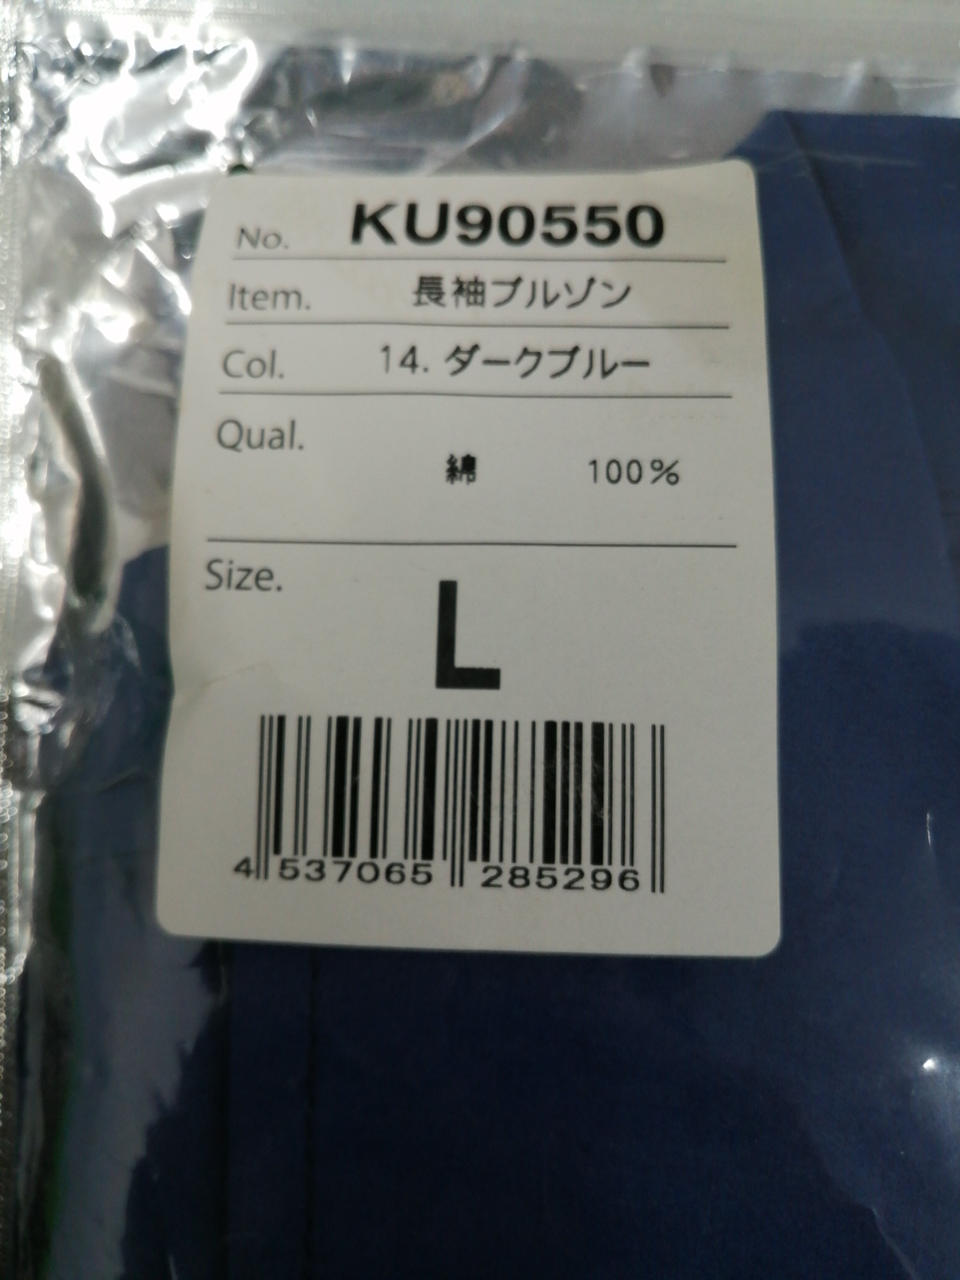 No. KU90550
Item. 長袖ブルゾン
Col. 14. ダークブルー
Qual.
綿 100%
Size.
L
4 537065 285296